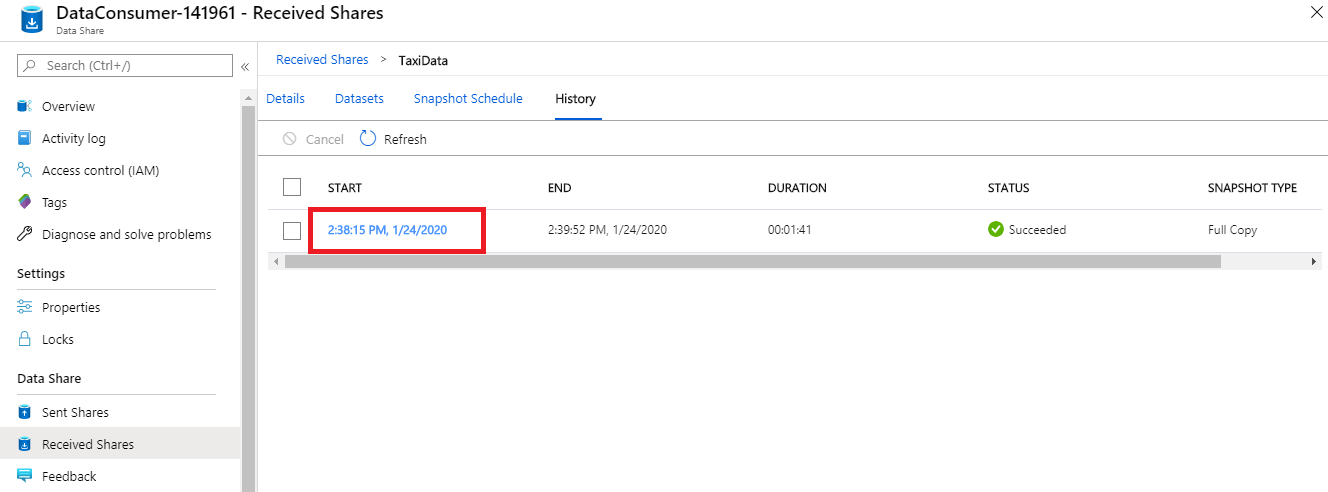 DataConsumer-141961 - Received Shares
Data Share
Search (Ctrl+/)
«
Overview
Activity log
Access control (IAM)
Tags
Diagnose and solve problems
Settings
Properties
Locks
Data Share
Sent Shares
Received Shares
Feedback
Received Shares > TaxiData
Details Datasets Snapshot Schedule History
Cancel Refresh
START END DURATION STATUS SNAPSHOT TYPE
2:38:15 PM, 1/24/2020 2:39:52 PM, 1/24/2020 00:01:41 Succeeded Full Copy